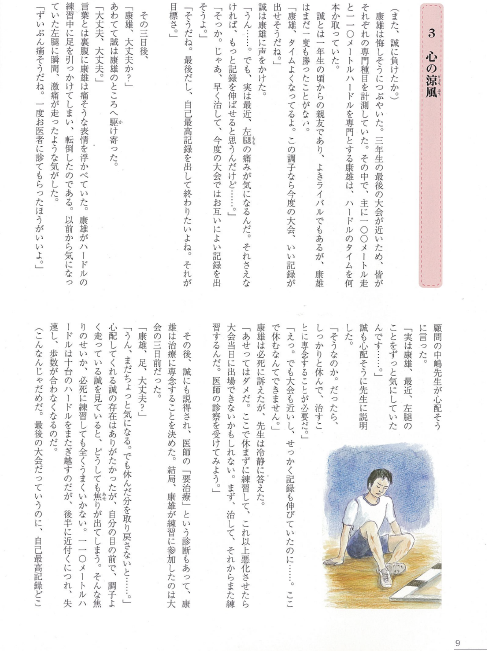 3 心の涼風
（また、誠に負けたか。）
康雄は悔しそうにつぶやいた。三年生の最後の大会が近いため、皆が
それぞれの専門種目を計測していた。その中で、主に一〇〇メートル走
と一一〇メートルハードルを専門とする康雄は、ハードルのタイムを何
本か取っていた。
誠とは一年生の頃からの親友であり、よきライバルでもあるが、康雄
はまだ一度も勝ったことがない。
「康雄、タイムよくなってるよ。この調子なら今度の大会、いい記録が
出せそうだね。」
誠は康雄に声をかけた。
「うん……。でも、実は最近、左腿の痛みが気になるんだ。それさえな
ければ、もっと記録を伸ばせると思うんだけど……。」
「そっか。じゃあ、早く治して、今度の大会ではお互いによい記録を出
そうよ。」
「そうだね。最後だし、自己最高記録を出して終わりたいよね。それが
目標さ。」
その三日後、
「康雄、大丈夫か？」
あわてて誠は康雄のところへ駆け寄った。
「大丈夫、大丈夫。」
言葉とは裏腹に康雄は痛そうな表情を浮かべていた。康雄がハードルの
練習中に足を引っかけてしまい、転倒したのである。以前から気になっ
ていた左腿に瞬間、激痛が走ったような気がした。
「ずいぶん痛そうだね。一度お医者に診てもらったほうがいいよ。」
顧問の中嶋先生が心配そう
に言った。
「実は康雄、最近、左腿の
ことをずっと気にしていた
んです……。」
誠も心配そうに先生に説明
した。
「そうなのか。だったら、
しっかりと休んで、治すこ
とに専念することが必要だ。」
「えっ。でも大会も近いし、せっかく記録も伸びていたのに……。ここ
で休むなんてできません。」
康雄は必死に訴えたが、先生は冷静に答えた。
「あせってはダメだ。ここで休まずに練習して、これ以上悪化させたら
大会当日に出場できないかもしれない。まず、治して、それからまた練
習するんだ。医師の診察を受けてみよう。」
その後、誠にも説得され、医師の「要治療」という診断もあって、康
雄は治療に専念することを決めた。結局、康雄が練習に参加したのは大
会の三日前だった。
「康雄、足、大丈夫？」
「うん、まだちょっと気になる。でも休んだ分を取り戻さないと……。」
心配してくれる誠の存在はありがたかったが、自分の目の前で、調子よ
く走っている誠を見ていると、どうしても焦りが出てしまう。そんな焦
りのせいか、必死に練習しても全くうまくいかない。一一〇メートルハ
ードルは十台のハードルをまたぎ越すのだが、後半に近付くにつれ、失
速し、歩数が合わなくなるのだ。
（こんなんじゃだめだ。最後の大会だっていうのに、自己最高記録どこ
9